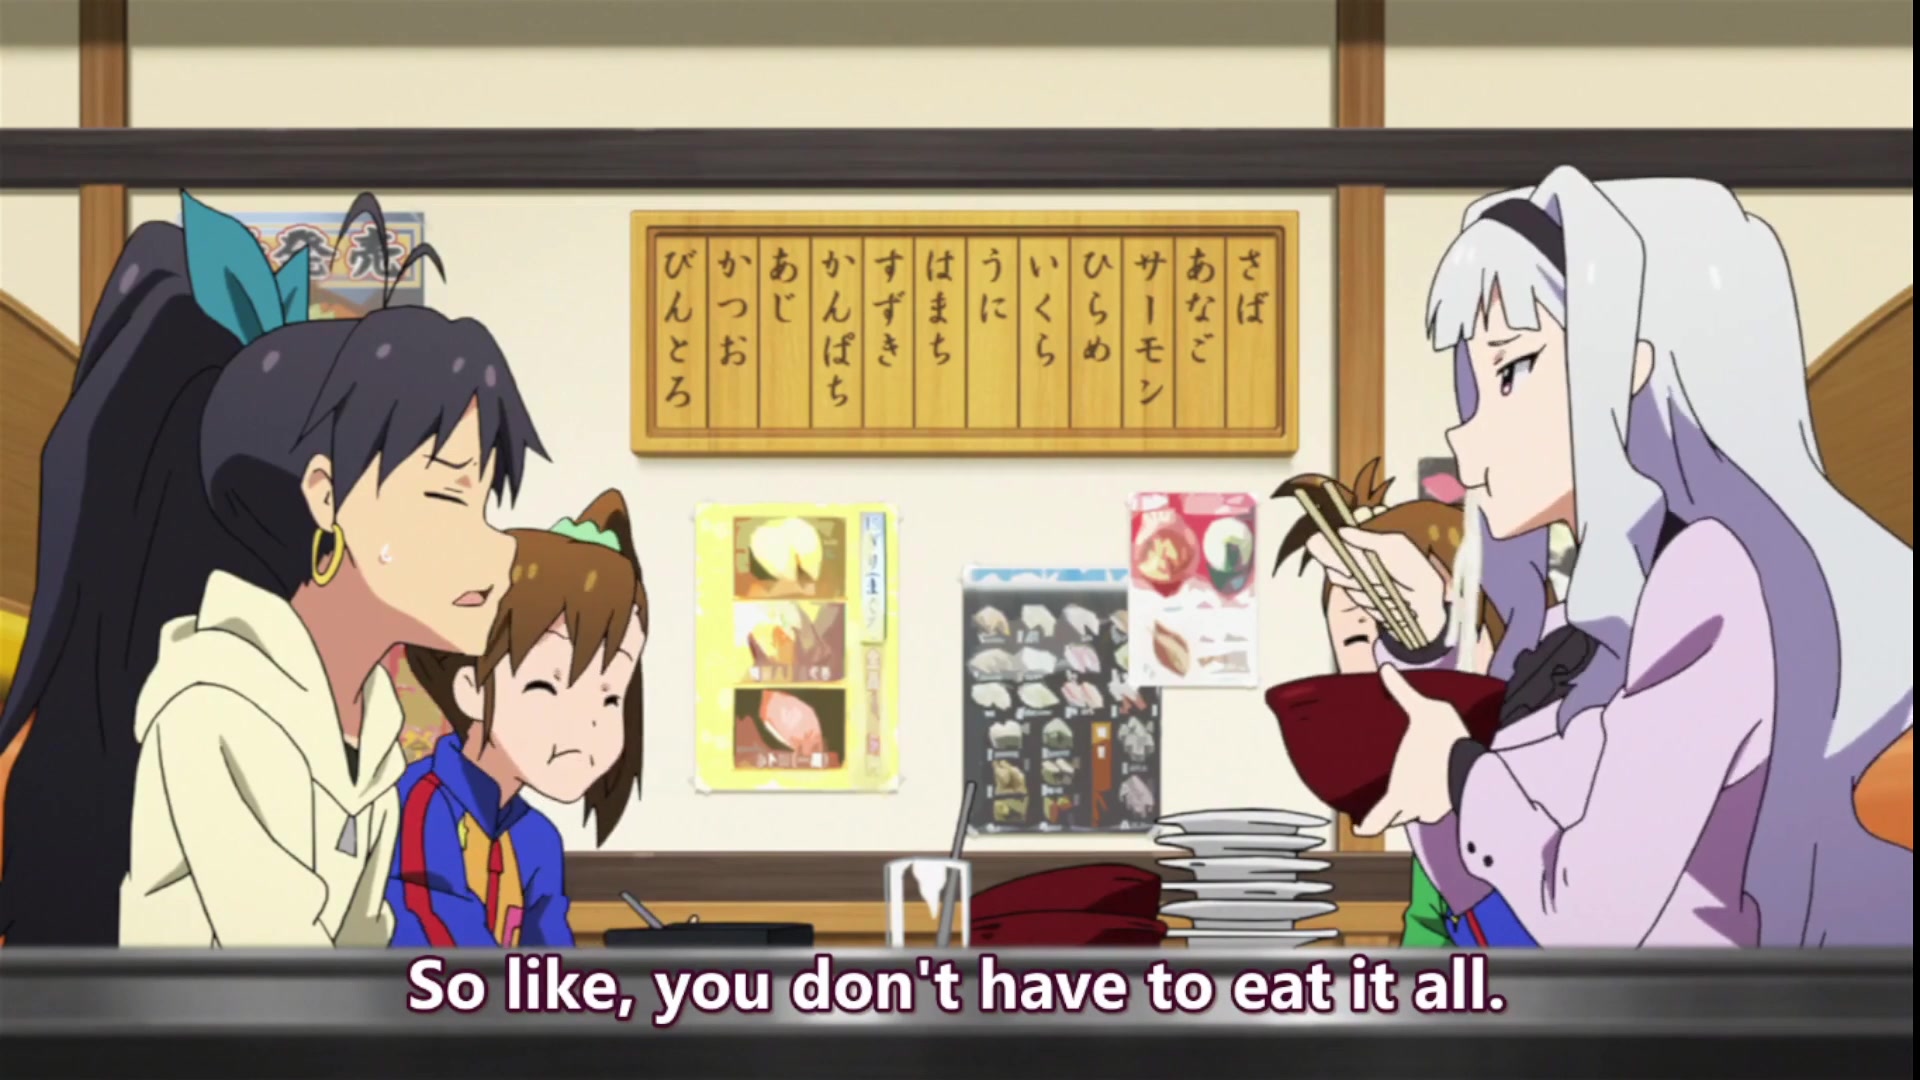 発売
さば
あなご
サーモン
ひらめ
いくら
うに
はまち
すずき
かんぱち
あじ
かつお
びんとろ
So like, you don't have to eat it all.